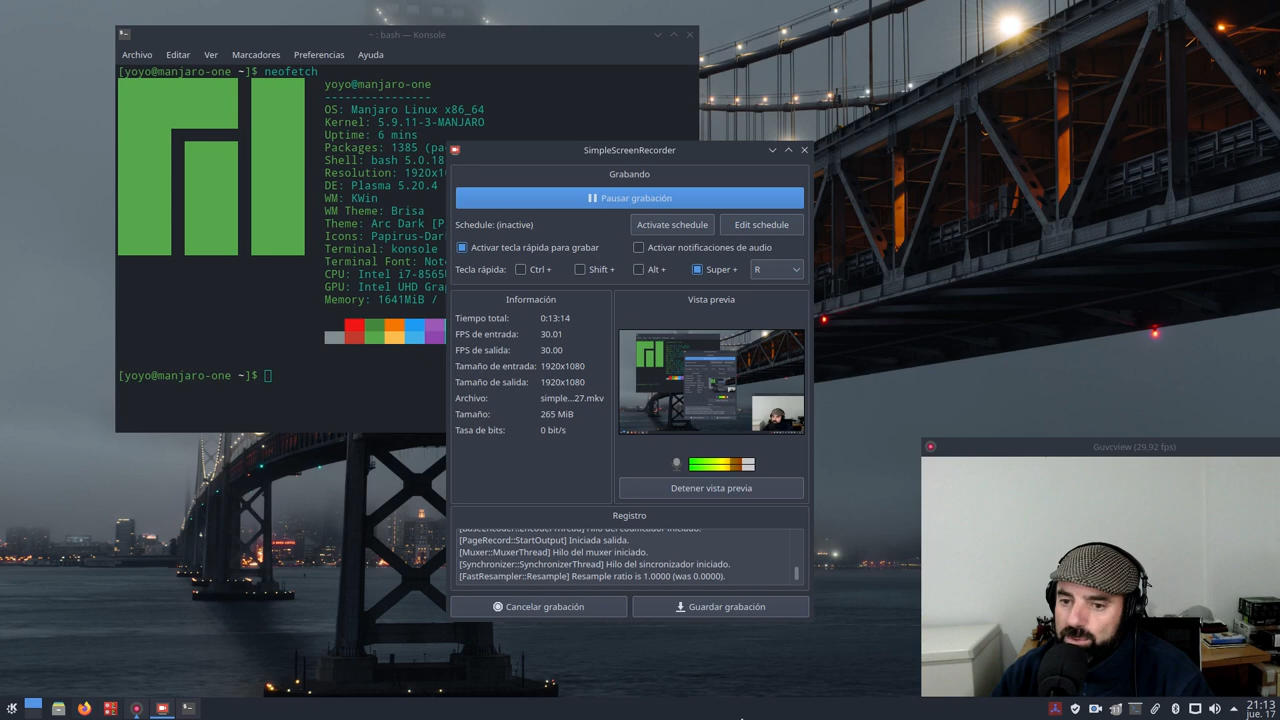 ~ : bash — Konsole
Archivo Editar Ver Marcadores Preferencias Ayuda
[yoyo@manjaro-one ~]$ neofetch
yoyo@manjaro-one
----------------
OS: Manjaro Linux x86_64
Kernel: 5.9.11-3-MANJARO
Uptime: 6 mins
Packages: 1385
Shell: bash 5.0.18
Resolution:
DE: Plasma 5.20.4
WM: KWin
WM Theme: Brisa
Theme: Arc Dark
Icons:
Terminal: konsole
Terminal Font:
CPU: Intel
GPU: Intel UHD
Memory: 1641MiB /
[yoyo@manjaro-one ~]$
SimpleScreenRecorder
Grabando
Pausar grabación
Schedule: (inactive) Activate schedule Edit schedule
Activar tecla rápida para grabar Activar notificaciones de audio
Tecla rápida: Ctrl + Shift + Alt + Super + R
Información
Tiempo total: 0:13:14
FPS de entrada: 30.01
FPS de salida: 30.00
Tamaño de entrada: 1920x1080
Tamaño de salida: 1920x1080
Archivo: simple...27.mkv
Tamaño: 265 MiB
Tasa de bits: 0 bit/s
Vista previa
Detener vista previa
Registro
[PageRecord::StartOutput] Iniciada salida.
[Muxer::MuxerThread] Hilo del muxer iniciado.
[Synchronizer::SynchronizerThread] Hilo del sincronizador iniciado.
[FastResampler::Resample] Resample ratio is 1.0000 (was 0.0000).
Cancelar grabación Guardar grabación
Guvcview (29,92 fps)
21:13
jue. 17